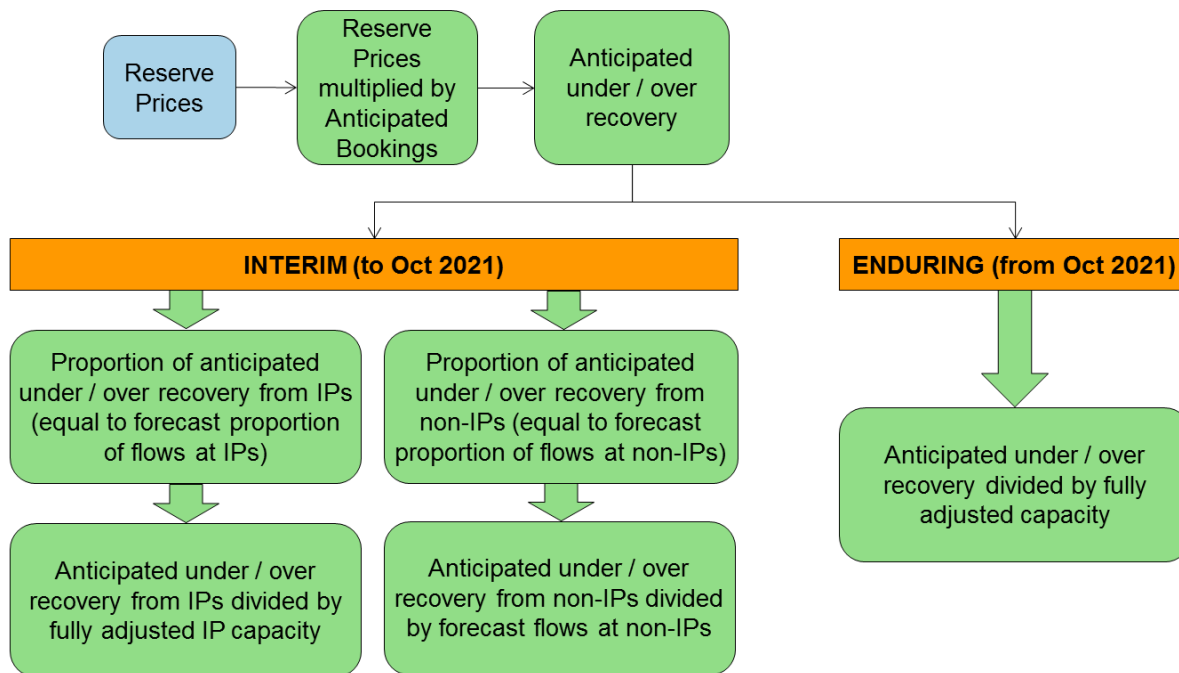 Reserve
Prices
Reserve
Prices
multiplied by
Anticipated
Bookings
Anticipated
under / over
recovery
INTERIM (to Oct 2021)
ENDURING (from Oct 2021)
Proportion of anticipated
under / over recovery from IPs
(equal to forecast proportion
of flows at IPs)
Proportion of anticipated
under / over recovery from
non-IPs (equal to forecast
proportion of flows at non-IPs)
Anticipated under / over
recovery divided by fully
adjusted capacity
Anticipated under / over
recovery from IPs divided by
fully adjusted IP capacity
Anticipated under / over
recovery from non-IPs divided
by forecast flows at non-IPs